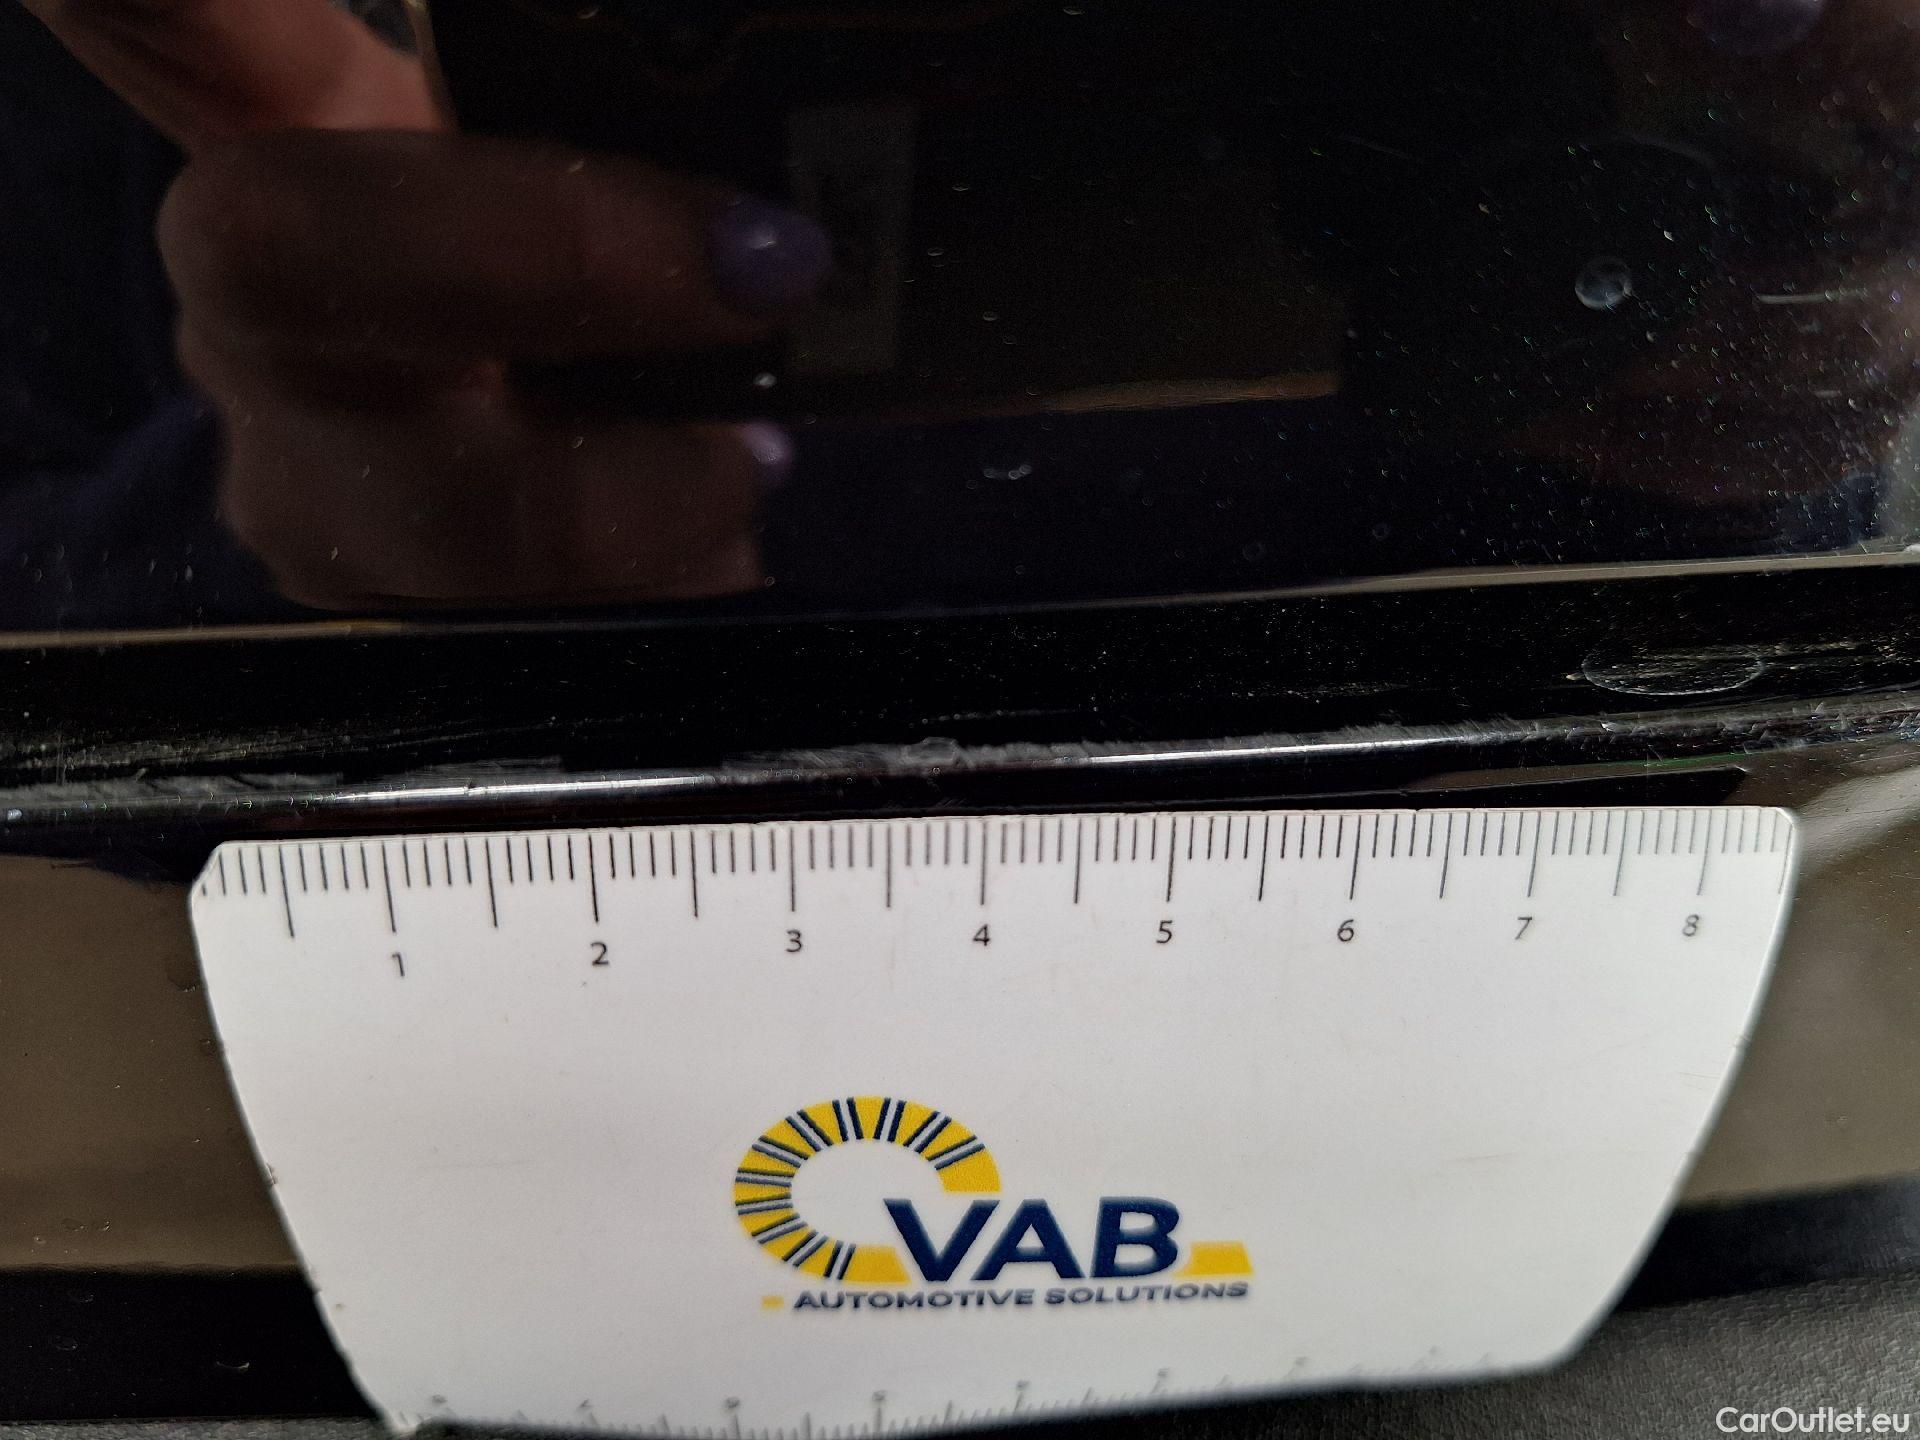 1 2 3 4 5 6 7 8
VAB
AUTOMOTIVE SOLUTIONS
CarOutlet.eu